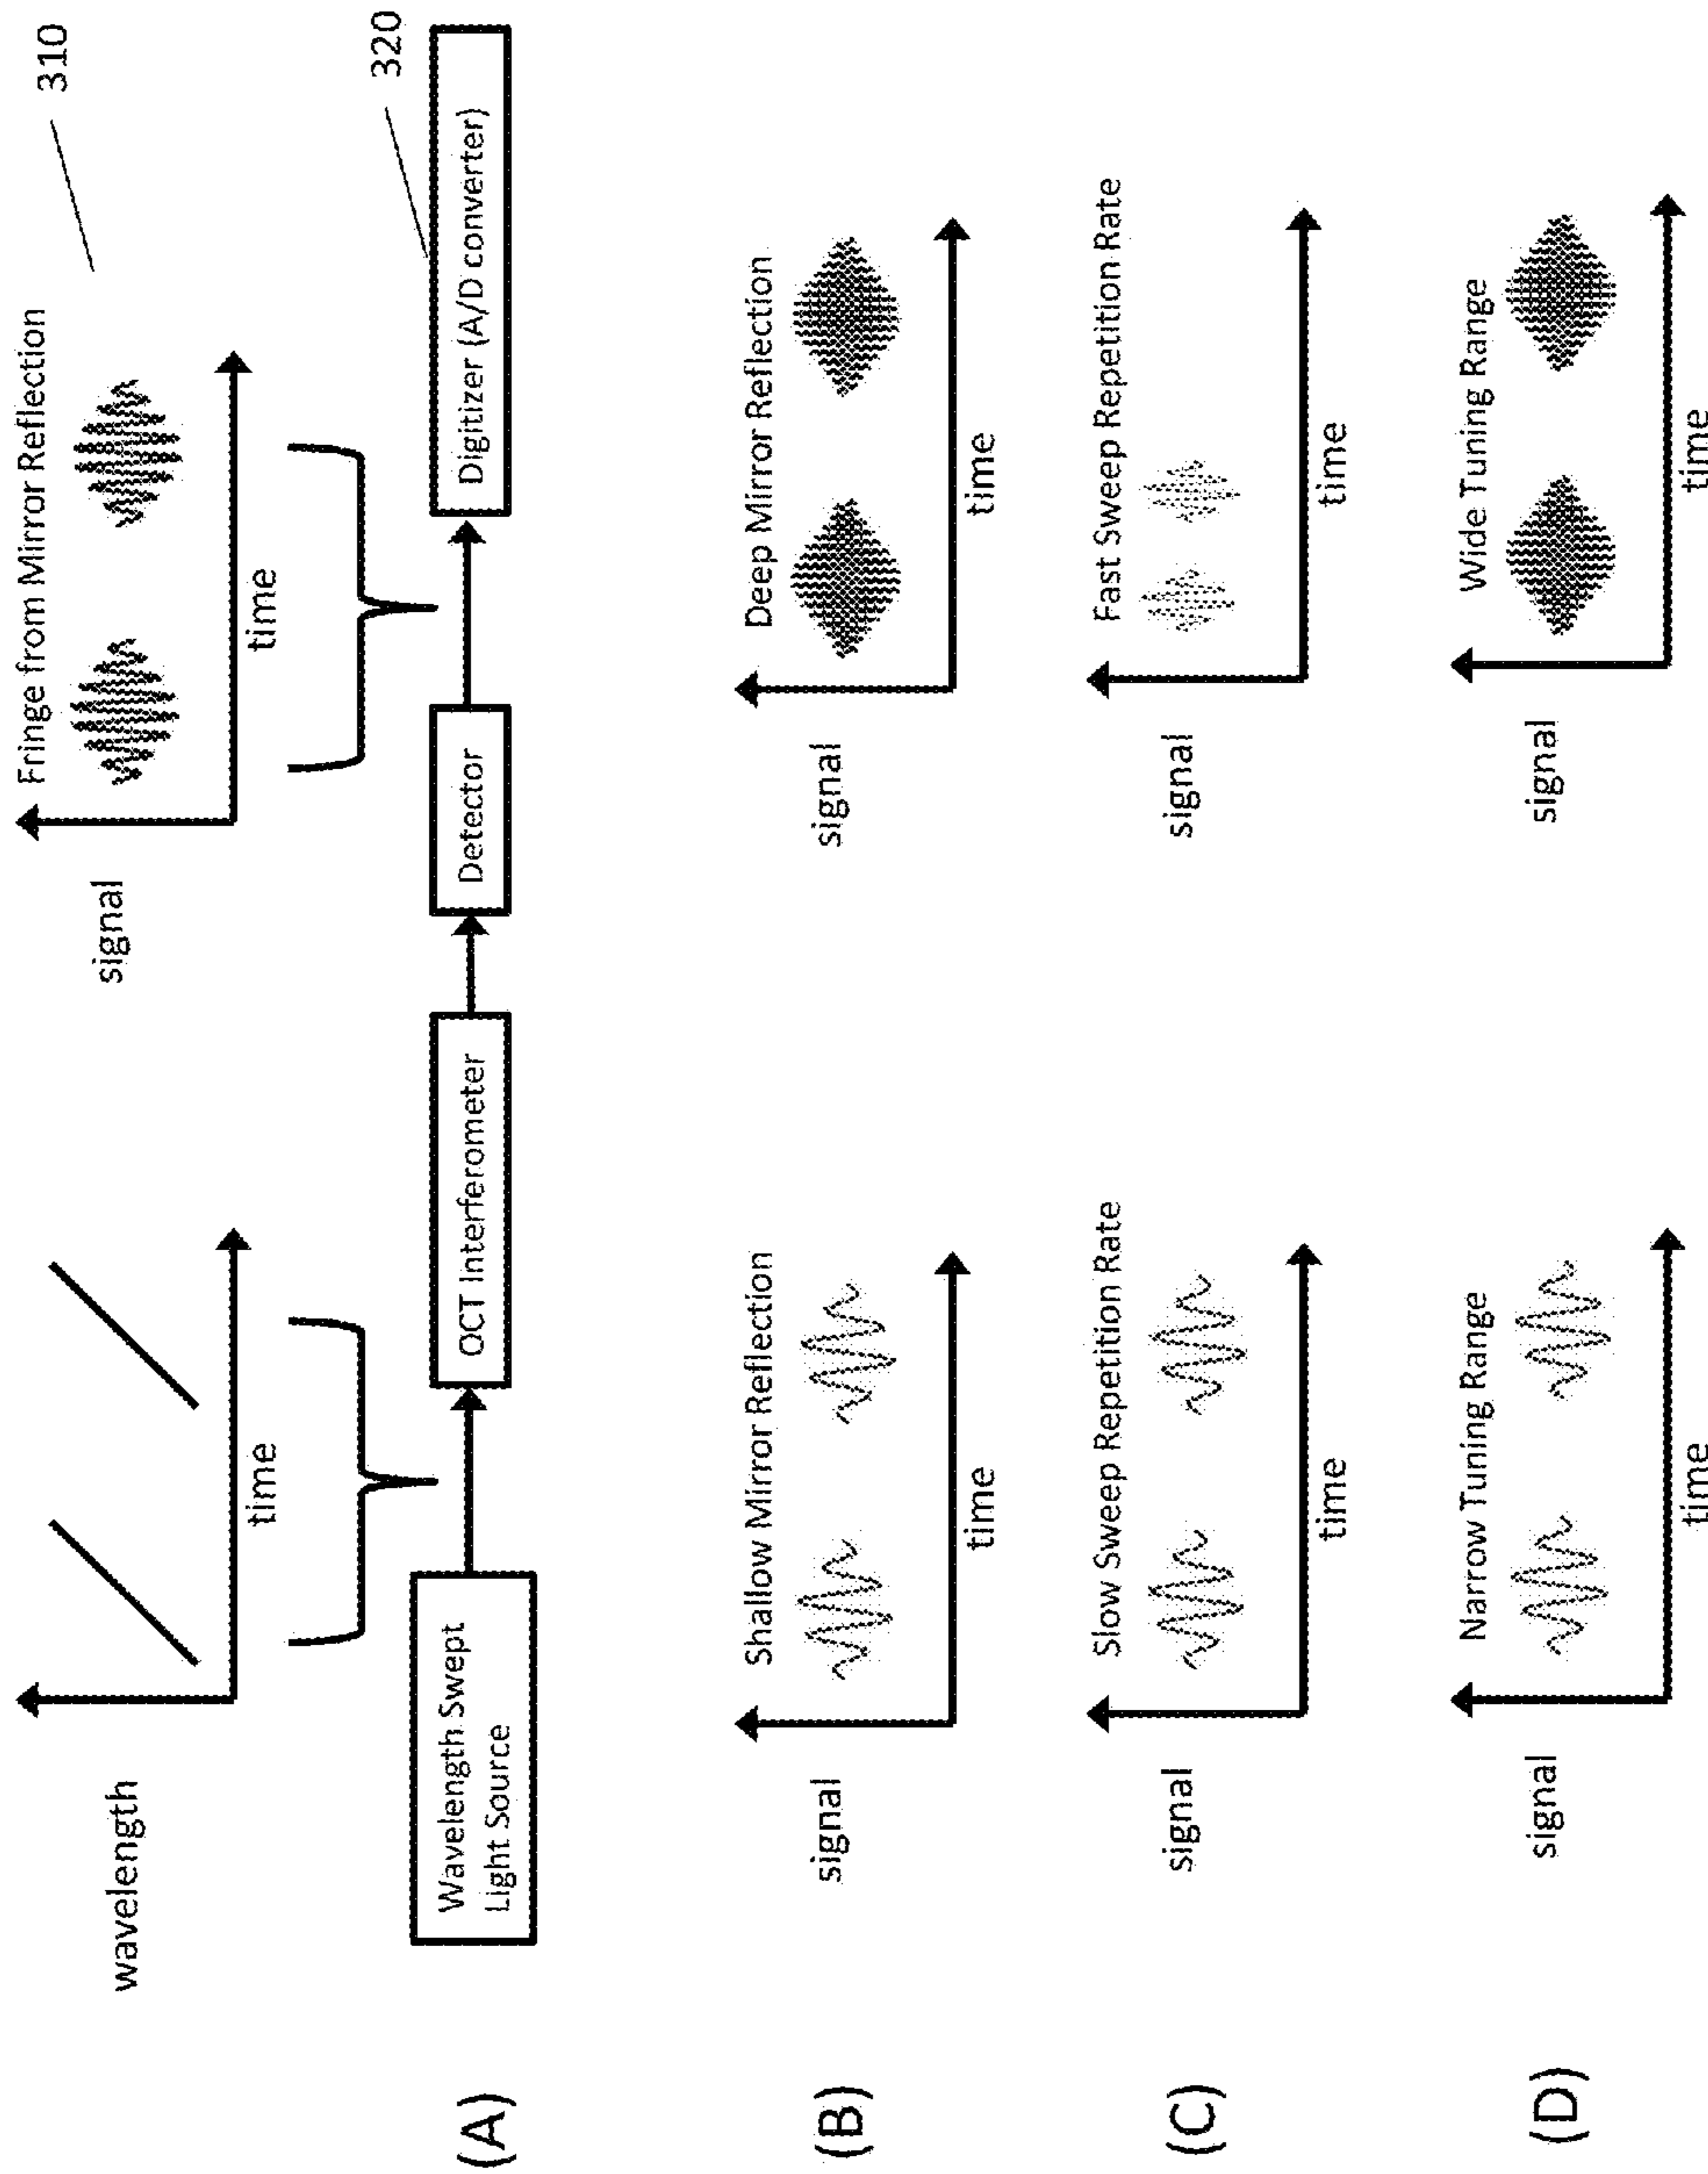 wavelength
time
signal
Fringe from Mirror Reflection
310
time
(A)
Wavelength Swept
Light Source
OCT Interferometer
Detector
Digitizer (A/D converter)
320
(B)
signal
Shallow Mirror Reflection
time
signal
Deep Mirror Reflection
time
(C)
signal
Slow Sweep Repetition Rate
time
signal
Fast Sweep Repetition Rate
time
(D)
signal
Narrow Tuning Range
time
signal
Wide Tuning Range
time